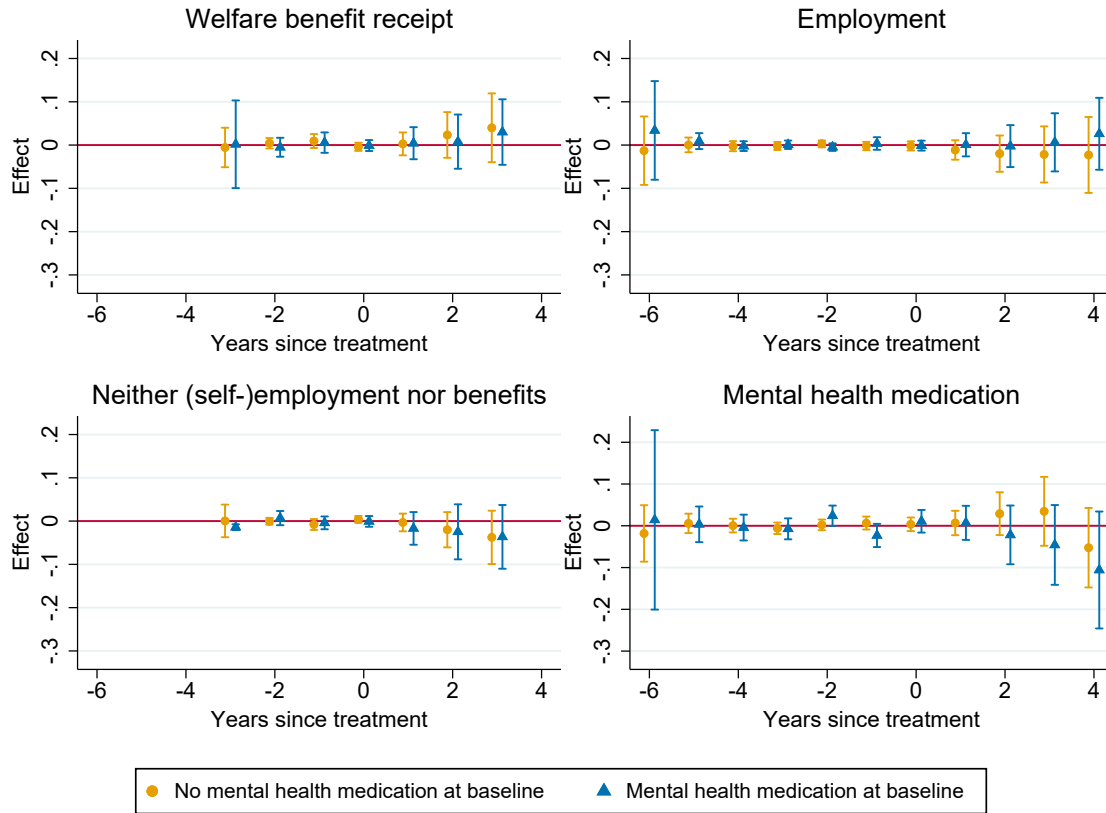 Welfare benefit receipt
Effect
.2
.1
0
-.1
-.2
-.3
-6 -4 -2 0 2 4
Years since treatment
Employment
Effect
.2
.1
0
-.1
-.2
-.3
-6 -4 -2 0 2 4
Years since treatment
Neither (self-)employment nor benefits
Effect
.2
.1
0
-.1
-.2
-.3
-6 -4 -2 0 2 4
Years since treatment
Mental health medication
Effect
.2
.1
0
-.1
-.2
-.3
-6 -4 -2 0 2 4
Years since treatment
No mental health medication at baseline
Mental health medication at baseline